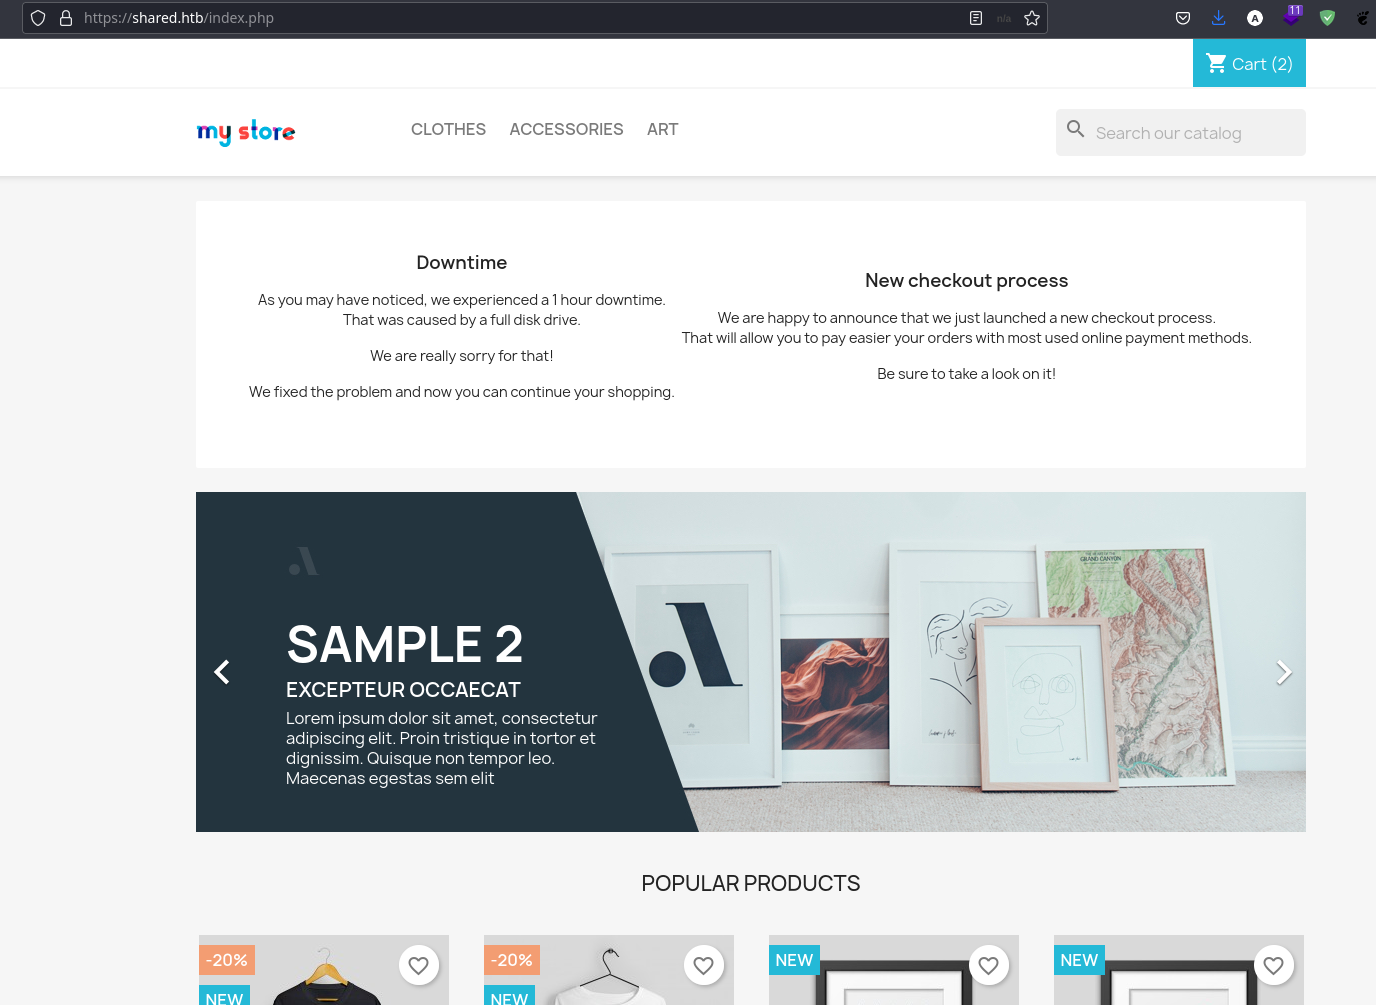 https://shared.htb/index.php
n/a
A
11
Cart (2)
my store
CLOTHES
ACCESSORIES
ART
Search our catalog
Downtime
As you may have noticed, we experienced a 1 hour downtime.
That was caused by a full disk drive.
We are really sorry for that!
We fixed the problem and now you can continue your shopping.
New checkout process
We are happy to announce that we just launched a new checkout process.
That will allow you to pay easier your orders with most used online payment methods.
Be sure to take a look on it!
SAMPLE 2
EXCEPTEUR OCCAECAT
Lorem ipsum dolor sit amet, consectetur
adipiscing elit. Proin tristique in tortor et
dignissim. Quisque non tempor leo.
Maecenas egestas sem elit
GRAND CANYON
POPULAR PRODUCTS
-20%
NEW
-20%
NEW
NEW
NEW